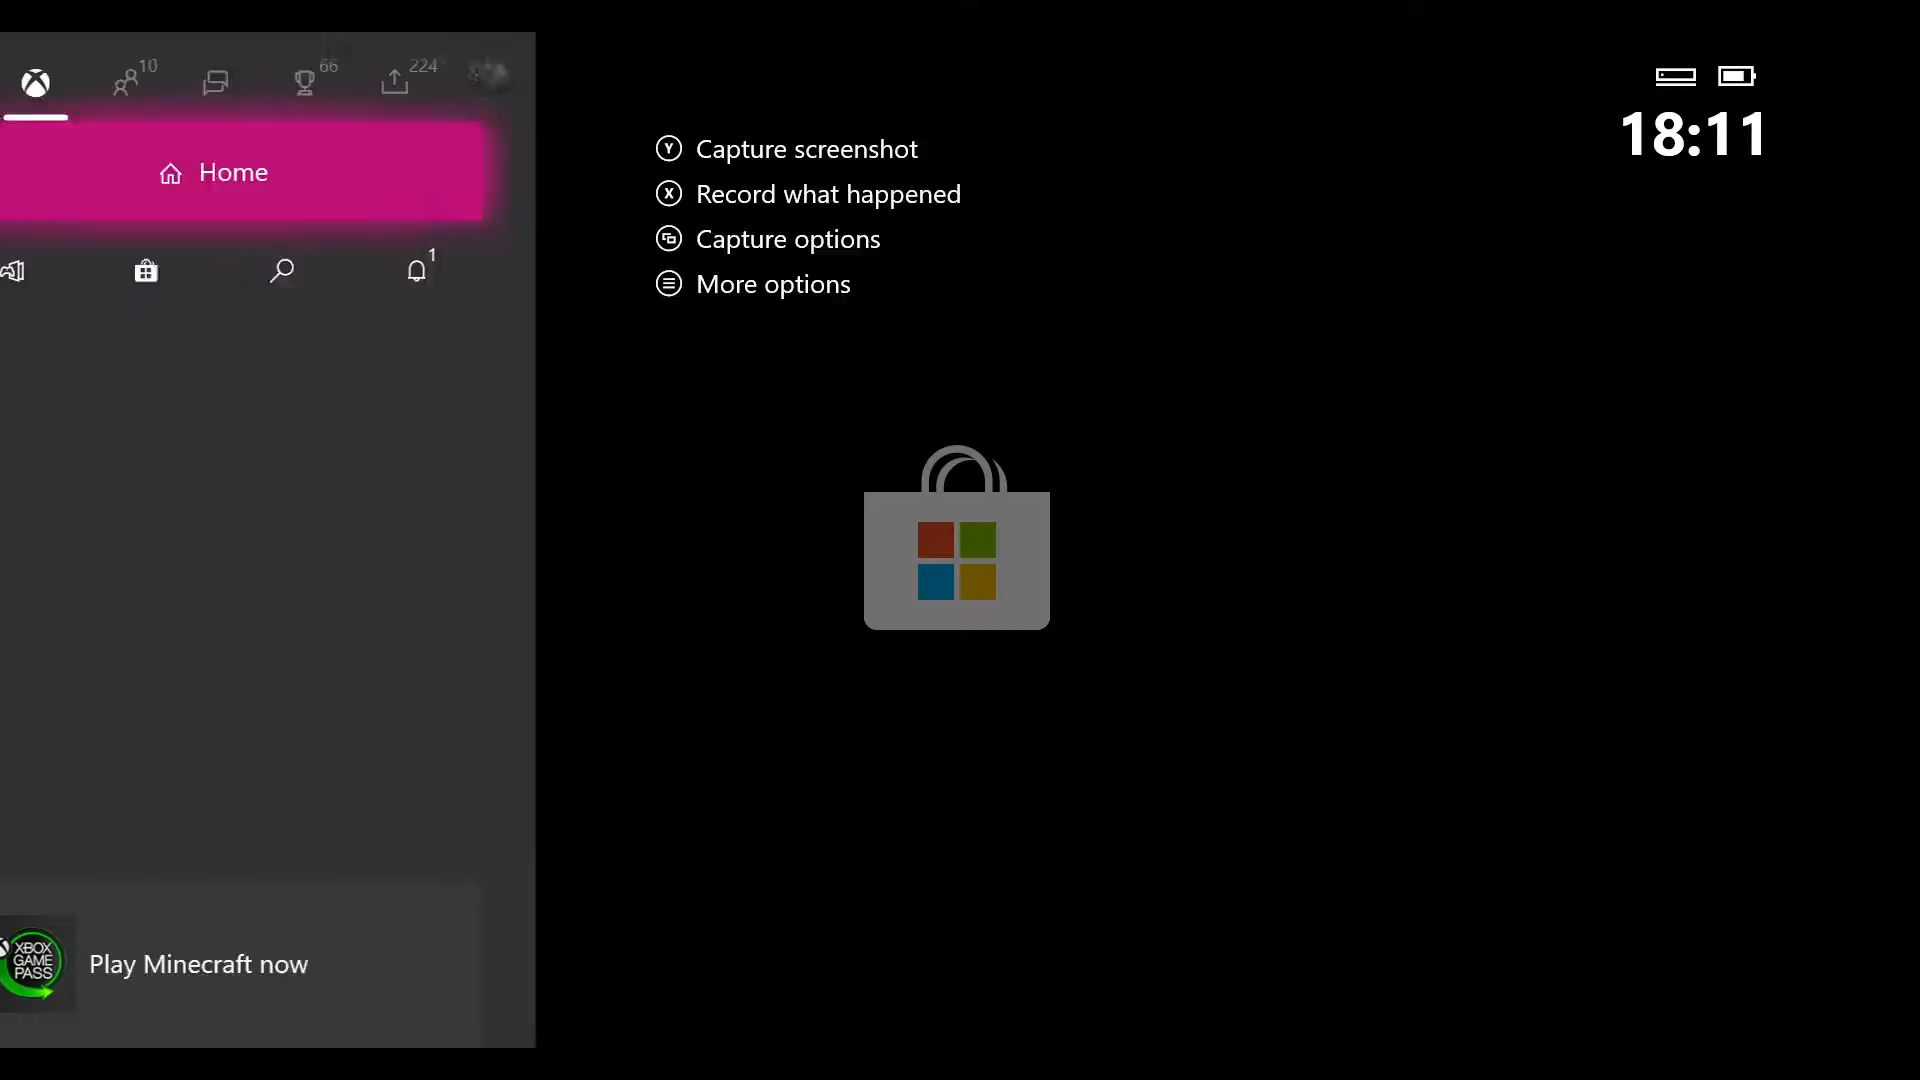 10
66
224
Home
1
Play Minecraft now
XBOX
GAME
PASS
Y Capture screenshot
X Record what happened
Capture options
More options
18:11